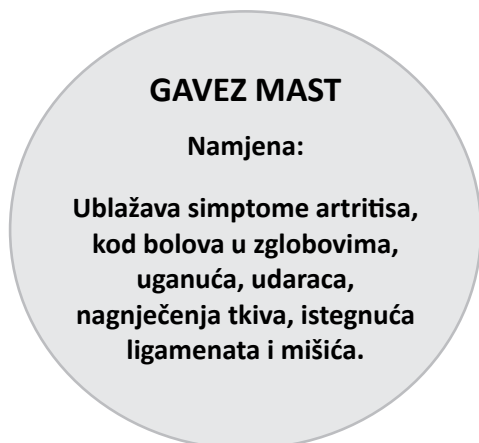 GAVEZ MAST
Namjena:
Ublažava simptome artritisa,
kod bolova u zglobovima,
uganuća, udaraca,
nagnječenja tkiva, istegnuća
ligamenata i mišića.